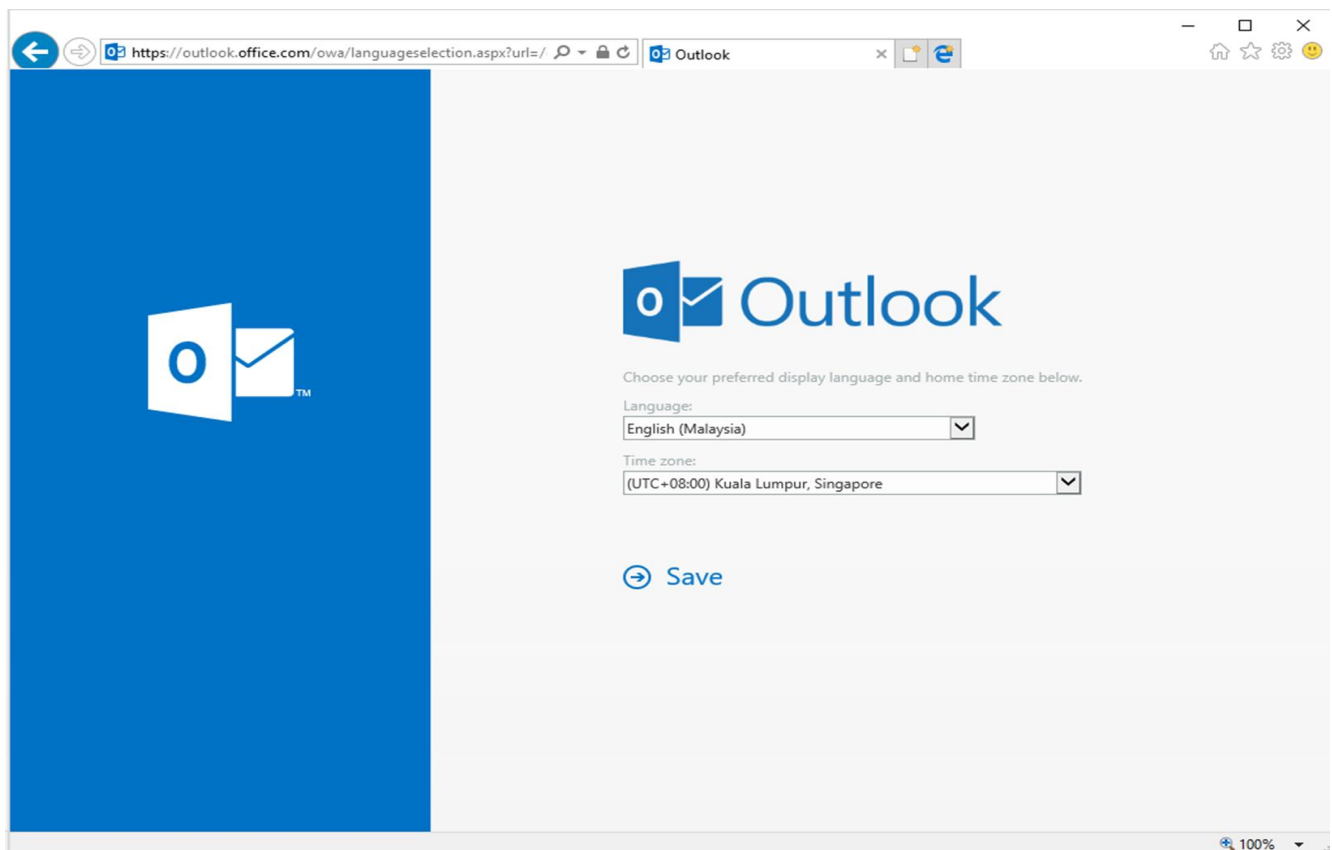 https://outlook.office.com/owa/languageselection.aspx?url=/
Outlook
O
TM
O Outlook
Choose your preferred display language and home time zone below.
Language:
English (Malaysia)
Time zone:
(UTC+08:00) Kuala Lumpur, Singapore
Save
100%